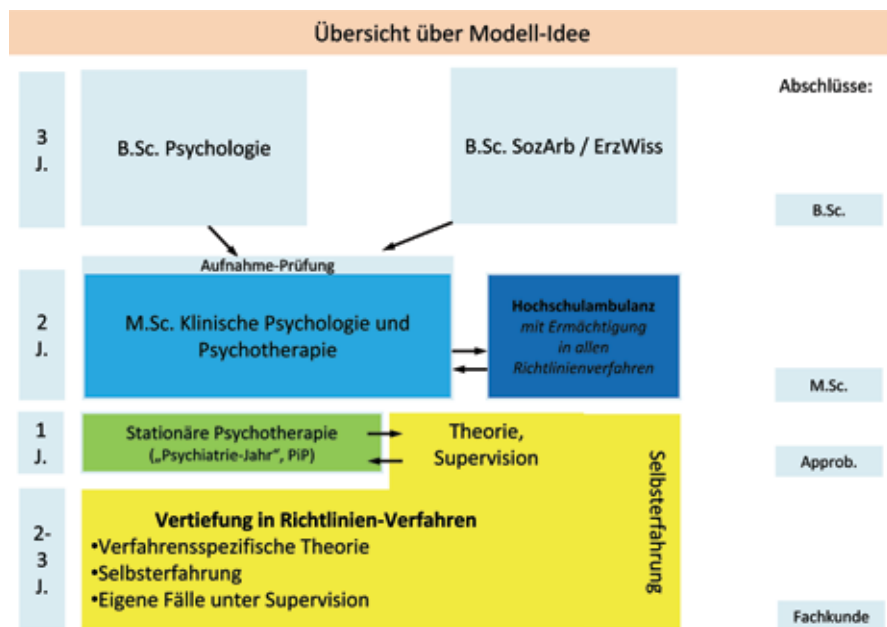 Übersicht über Modell-Idee
Abschlüsse:
3
J.
B.Sc. Psychologie
B.Sc. SozArb / ErzWiss
B.Sc.
Aufnahme-Prüfung
2
J.
M.Sc. Klinische Psychologie und
Psychotherapie
Hochschulambulanz
mit Ermächtigung
in allen
Richtlinienverfahren
M.Sc.
1
J.
Stationäre Psychotherapie
(„Psychiatrie-Jahr", PiP)
Theorie,
Supervision
Selbsterfahrung
Approb.
2-
3
J.
Vertiefung in Richtlinien-Verfahren
•Verfahrensspezifische Theorie
•Selbsterfahrung
•Eigene Fälle unter Supervision
Fachkunde